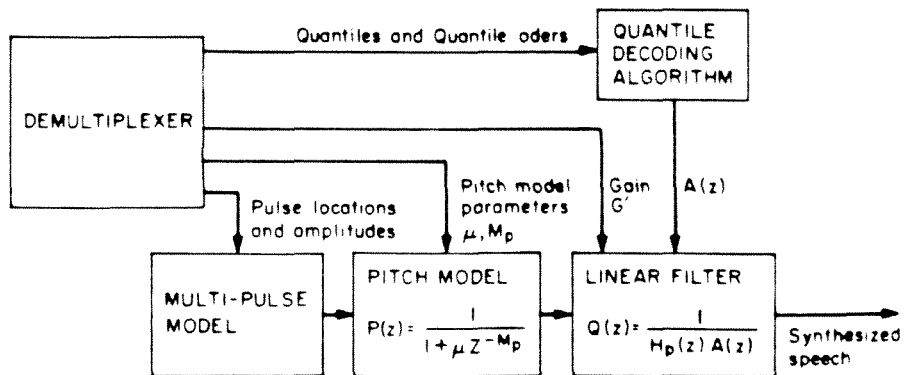 Quantiles and Quantile oders
QUANTILE
DECODING
ALGORITHM
DEMULTIPLEXER
Pulse locations
and amplitudes
Pitch model
parameters
μ, Mp
Gain
G'
A(z)
MULTI-PULSE
MODEL
PITCH MODEL
P(z)= 1 / 1+μZ^-Mp
LINEAR FILTER
Q(z)= 1 / Hp(z) A(z)
Synthesized
speech